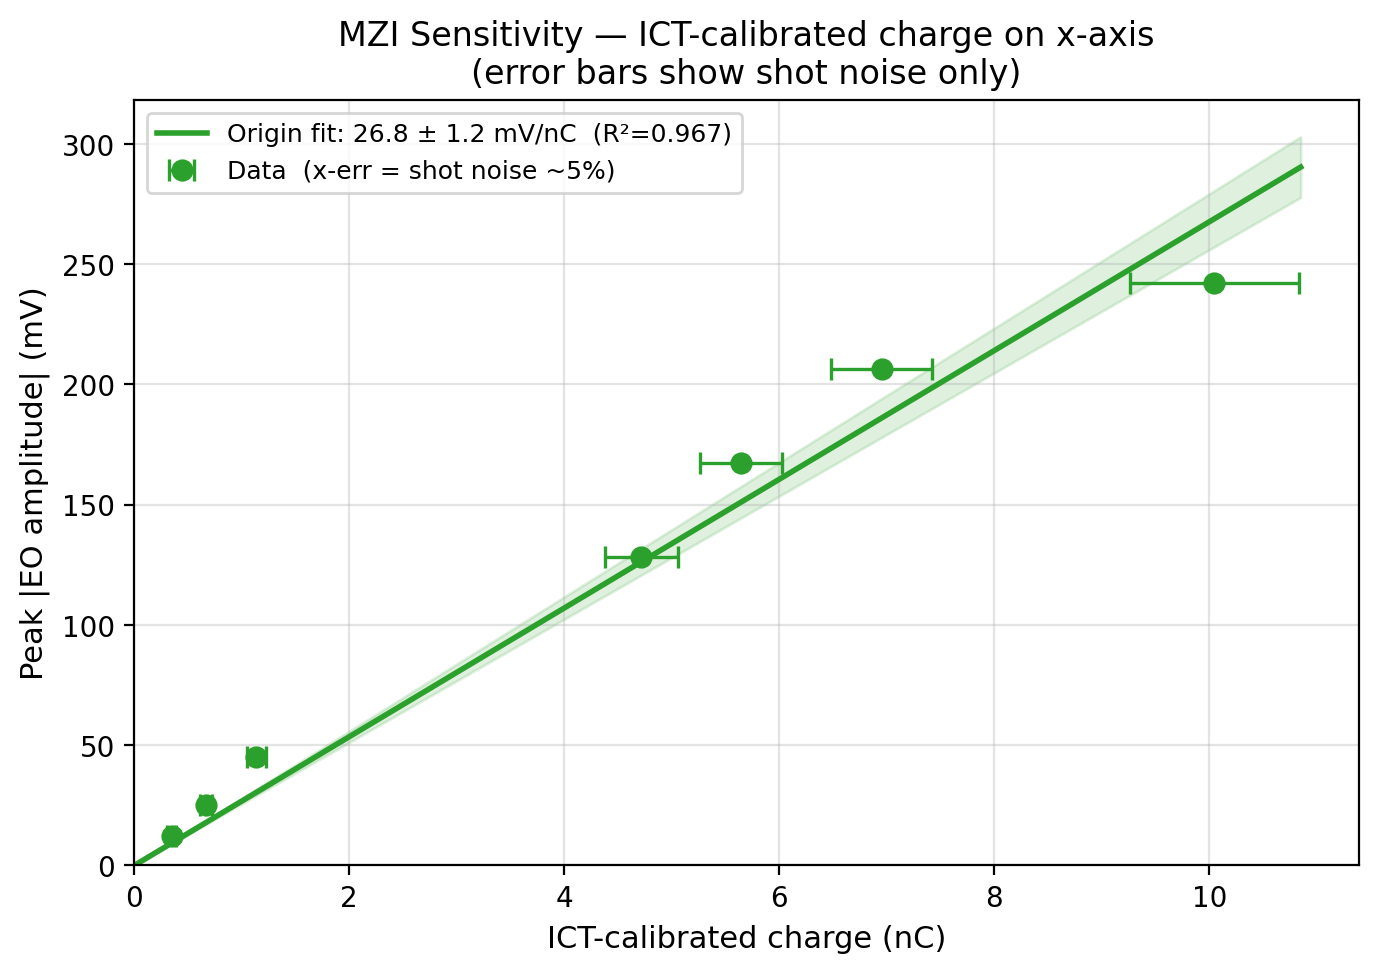 MZI Sensitivity — ICT-calibrated charge on x-axis
(error bars show shot noise only)
Origin fit: 26.8 ± 1.2 mV/nC  (R²=0.967)
Data  (x-err = shot noise ~5%)
Peak |EO amplitude| (mV)
300
250
200
150
100
50
0
0 2 4 6 8 10
ICT-calibrated charge (nC)